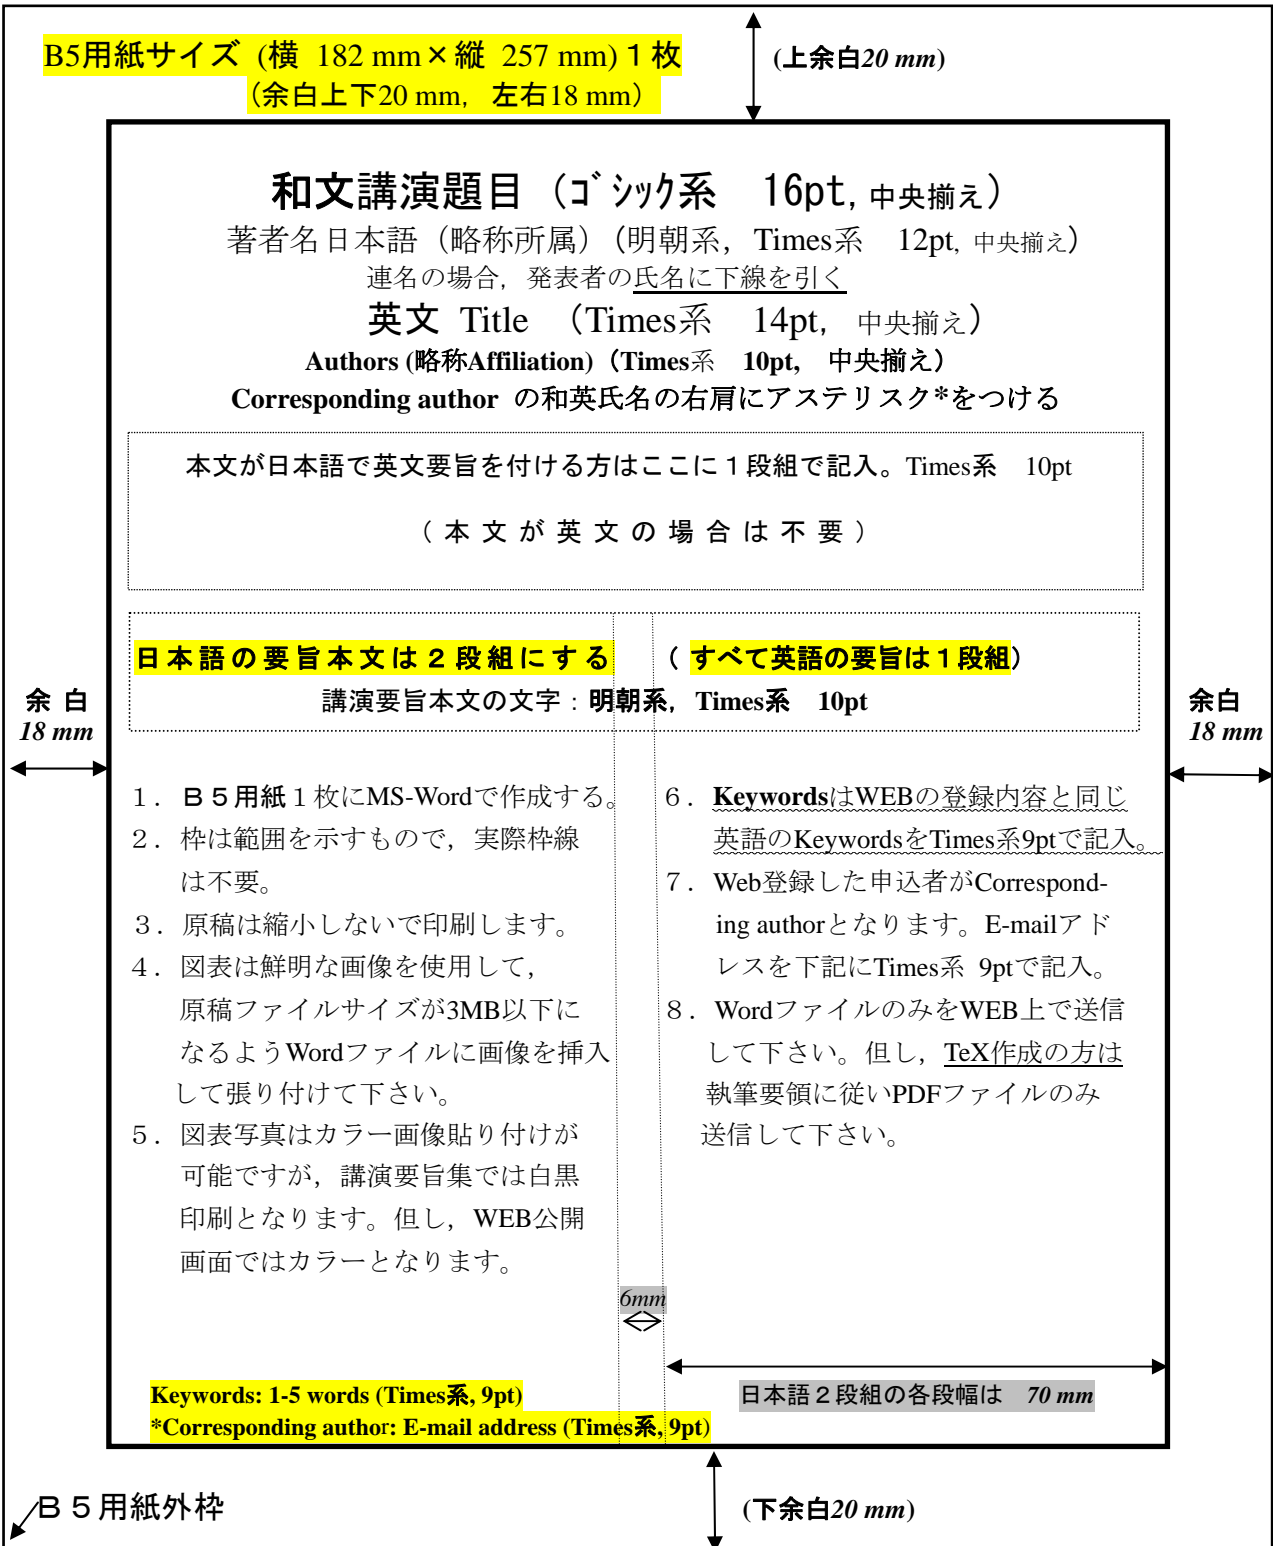 B5用紙サイズ (横 182 mm×縦 257 mm)1枚
(余白上下20 mm, 左右18 mm)
(上余白20 mm)
和文講演題目（ｺﾞｼｯｸ系 16pt, 中央揃え）
著者名日本語（略称所属）（明朝系，Times系 12pt, 中央揃え）
連名の場合，発表者の氏名に下線を引く
英文 Title （Times系 14pt, 中央揃え）
Authors (略称Affiliation)（Times系 10pt, 中央揃え）
Corresponding author の和英氏名の右肩にアステリスク*をつける
本文が日本語で英文要旨を付ける方はここに１段組で記入。Times系 10pt
（本文が英文の場合は不要）
日本語の要旨本文は２段組にする （すべて英語の要旨は１段組）
講演要旨本文の文字：明朝系，Times系 10pt
余 白
18 mm
余白
18 mm
１．Ｂ５用紙１枚にMS-Wordで作成する。
２．枠は範囲を示すもので，実際枠線
は不要。
３．原稿は縮小しないで印刷します。
４．図表は鮮明な画像を使用して，
原稿ファイルサイズが3MB以下に
なるようWordファイルに画像を挿入
して張り付けて下さい。
５．図表写真はカラー画像貼り付けが
可能ですが，講演要旨集では白黒
印刷となります。但し，WEB公開
画面ではカラーとなります。
６．KeywordsはWEBの登録内容と同じ
英語のKeywordsをTimes系9ptで記入。
７．Web登録した申込者がCorrespond-
ing authorとなります。E-mailアド
レスを下記にTimes系 9ptで記入。
８．WordファイルのみをWEB上で送信
して下さい。但し，TeX作成の方は
執筆要領に従いPDFファイルのみ
送信して下さい。
6mm
Keywords: 1-5 words (Times系, 9pt)
*Corresponding author: E-mail address (Times系, 9pt)
日本語２段組の各段幅は 70 mm
Ｂ５用紙外枠
(下余白20 mm)